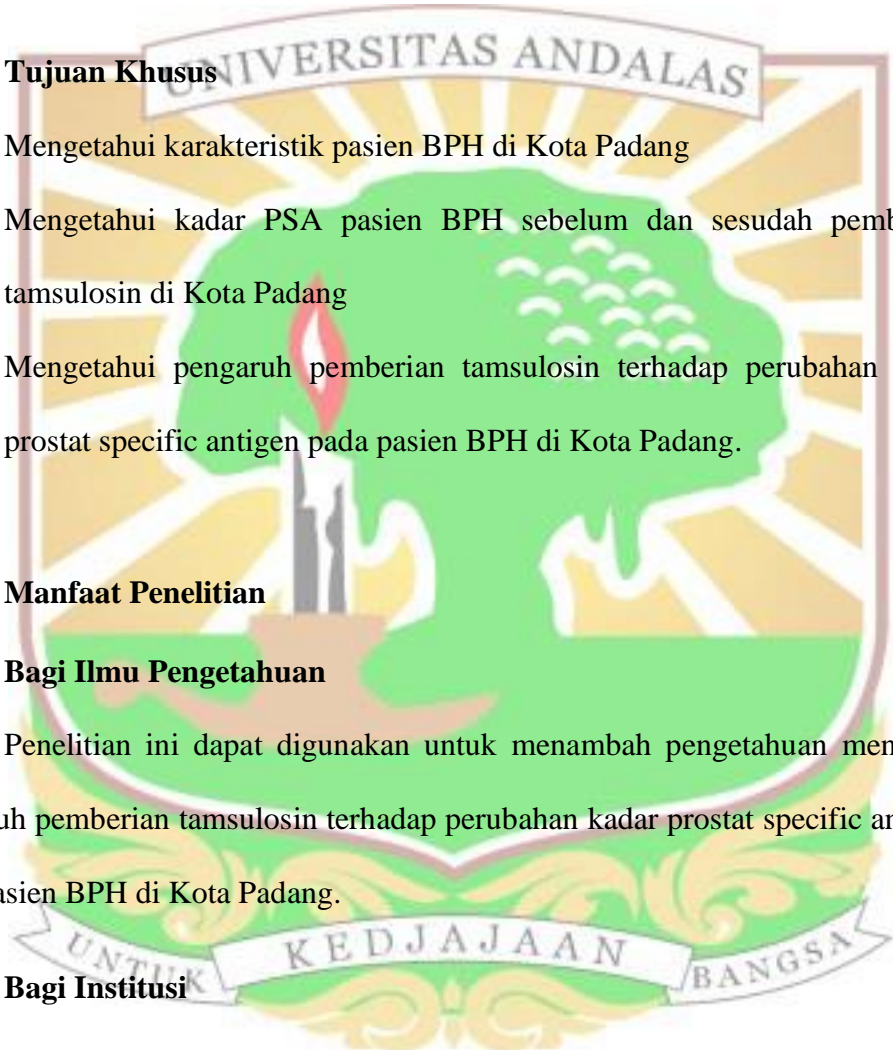 UNIVERSITAS ANDALAS
Tujuan Khusus
Mengetahui karakteristik pasien BPH di Kota Padang
Mengetahui kadar PSA pasien BPH sebelum dan sesudah pemb
tamsulosin di Kota Padang
Mengetahui pengaruh pemberian tamsulosin terhadap perubahan
prostat specific antigen pada pasien BPH di Kota Padang.
Manfaat Penelitian
Bagi Ilmu Pengetahuan
Penelitian ini dapat digunakan untuk menambah pengetahuan men
uh pemberian tamsulosin terhadap perubahan kadar prostat specific an
asien BPH di Kota Padang.
UNTUK KEDJAJAAN BANGSA
Bagi Institusi